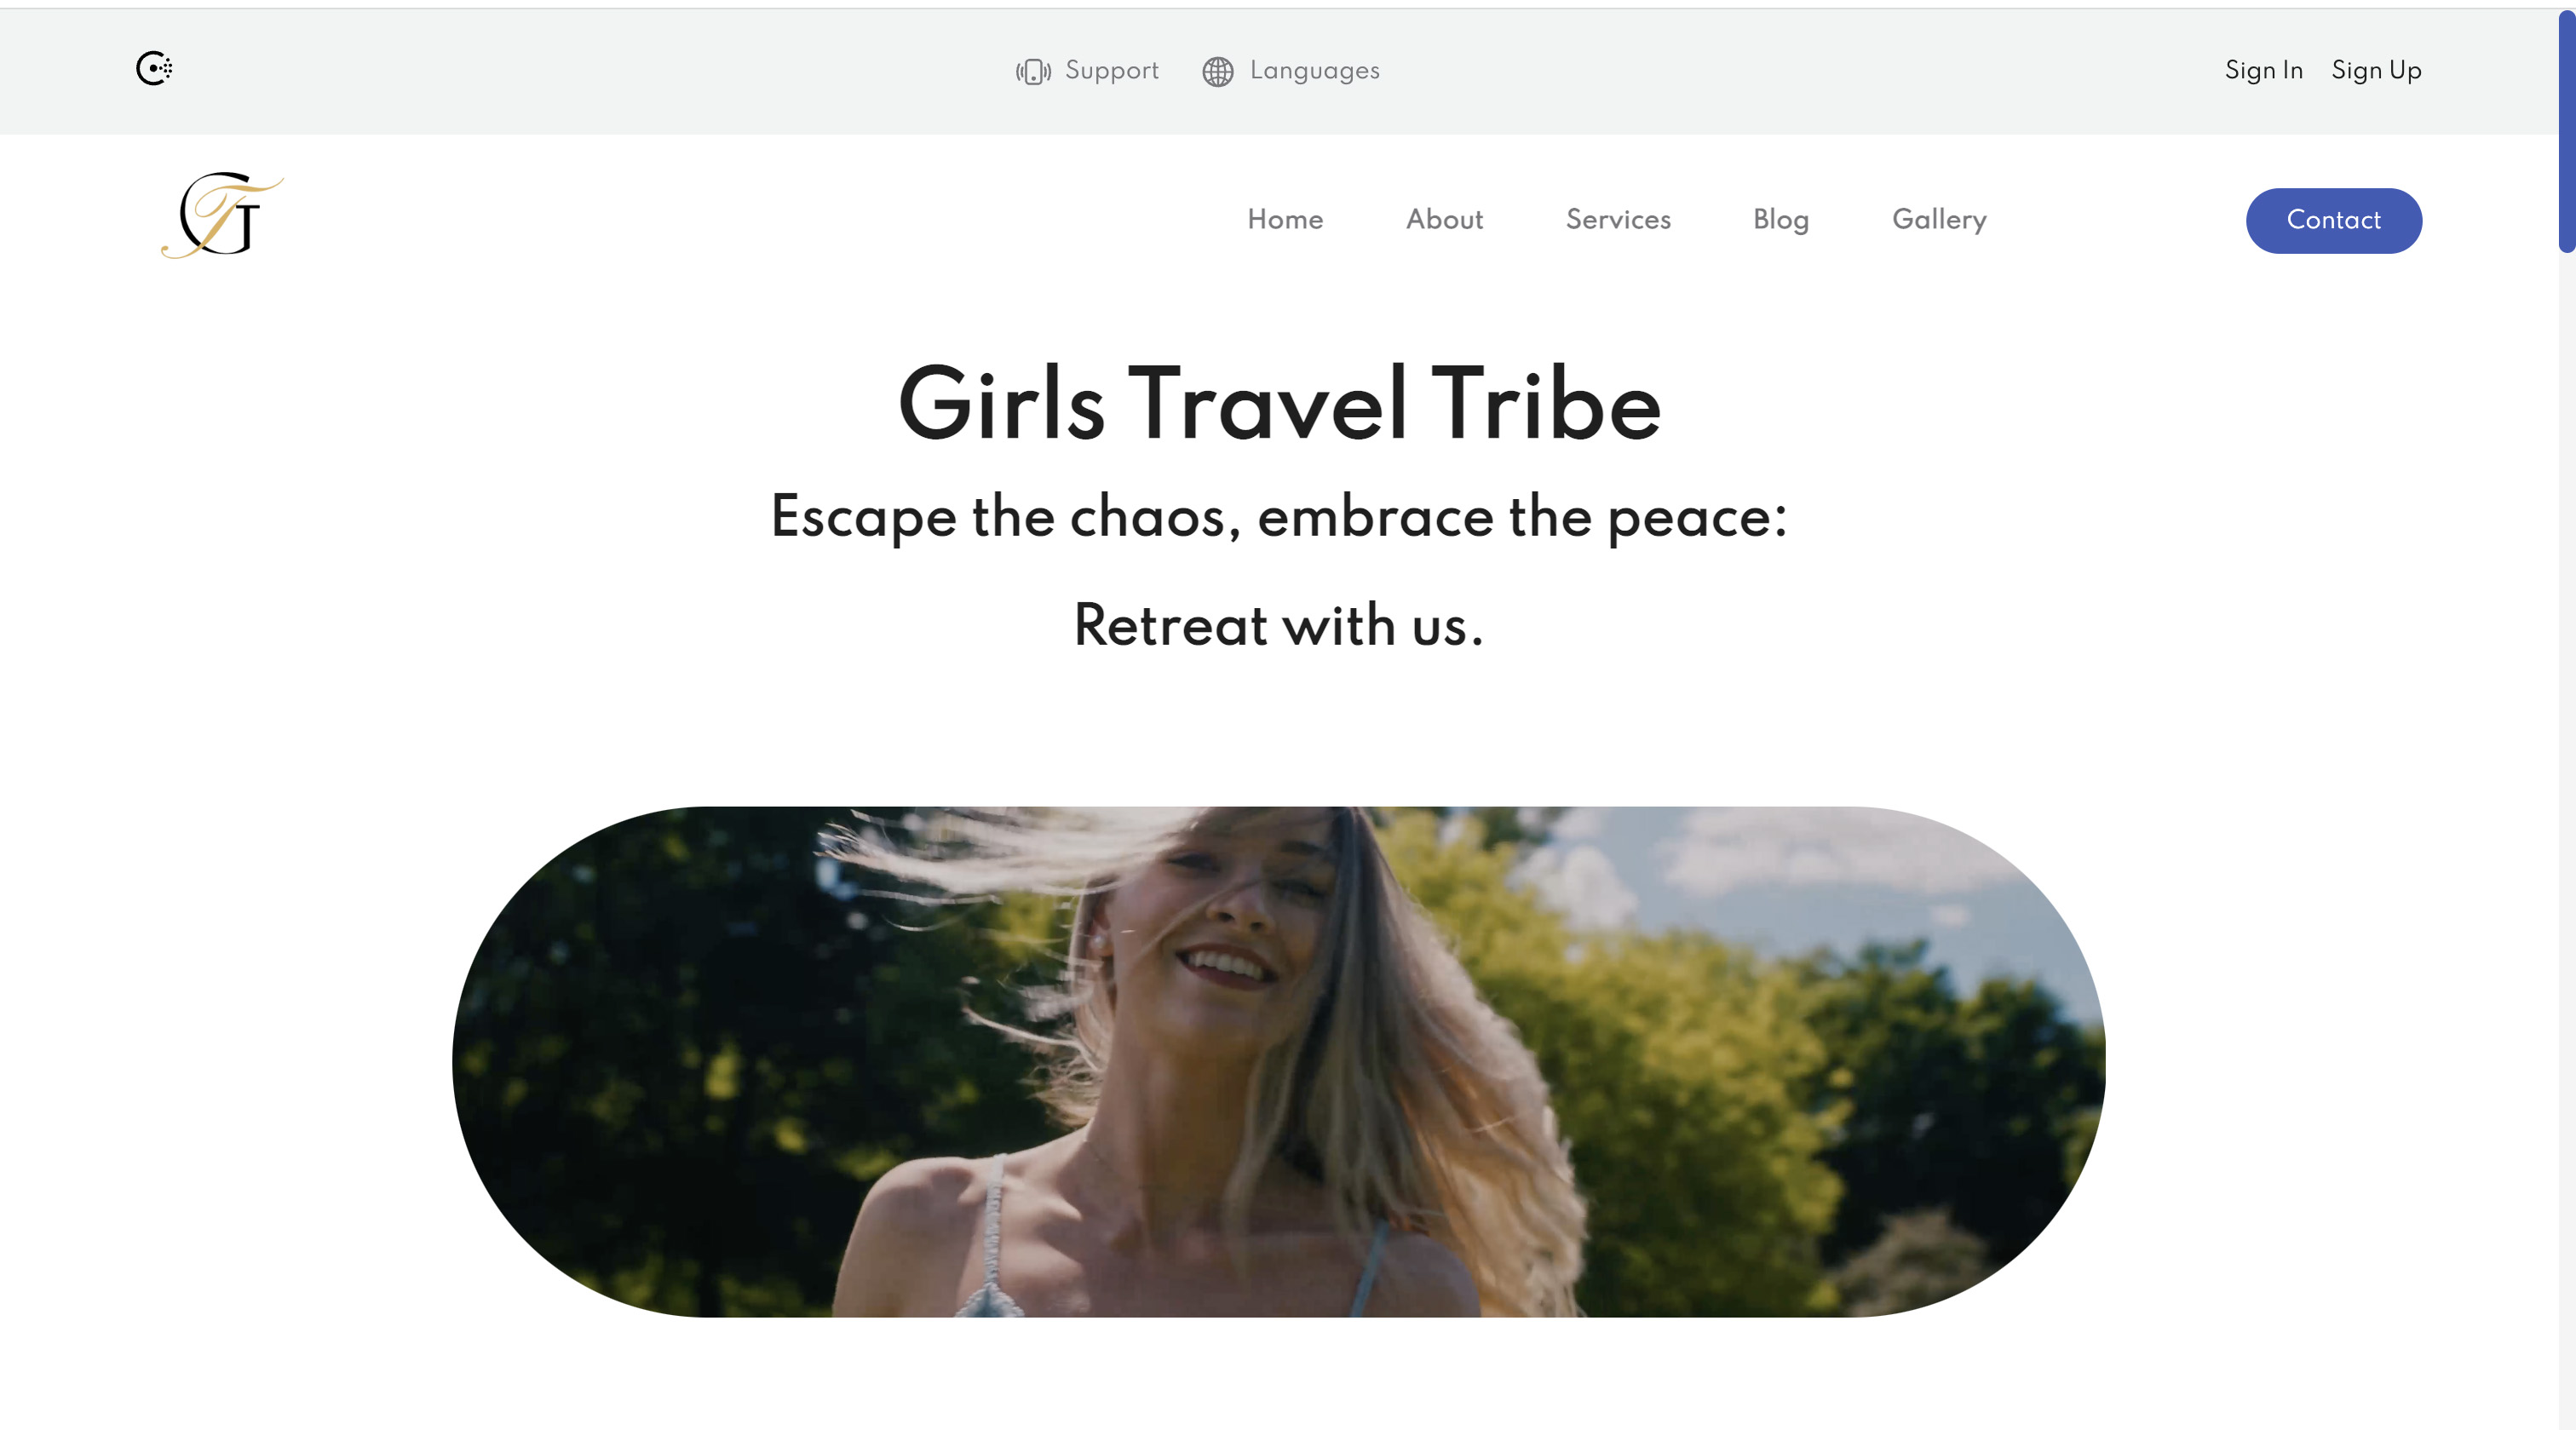 Support Languages Sign In Sign Up
GT
Home About Services Blog Gallery Contact
Girls Travel Tribe
Escape the chaos, embrace the peace:
Retreat with us.